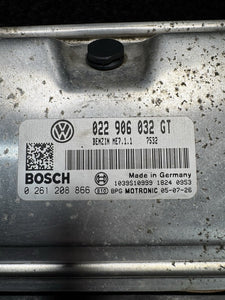 022 906 032 GT
BENZIN ME7.1.1 7532
BOSCH
Made in Germany
1039S10999 1824 0953
0 261 208 866 BPG MOTRONIC 05-07-26